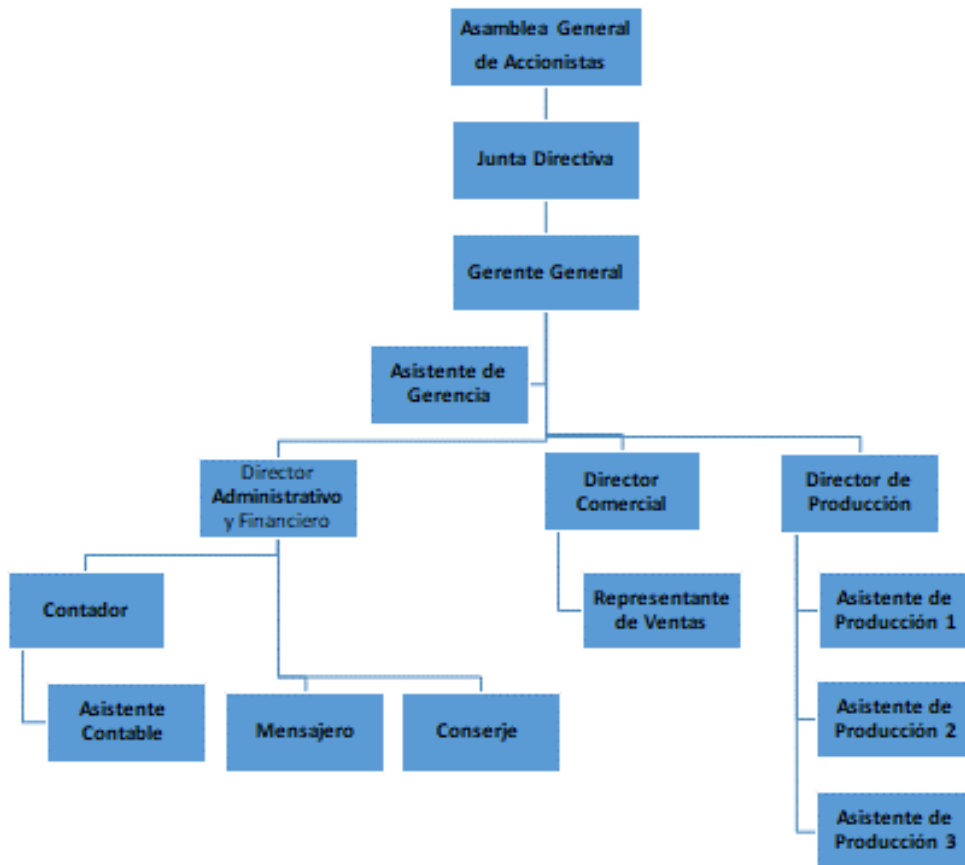 Asamblea General
de Accionistas
Junta Directiva
Gerente General
Asistente de
Gerencia
Director
Administrativo
y Financiero
Director
Comercial
Director de
Producción
Contador
Representante
de Ventas
Asistente de
Producción 1
Asistente
Contable
Mensajero
Conserje
Asistente de
Producción 2
Asistente de
Producción 3